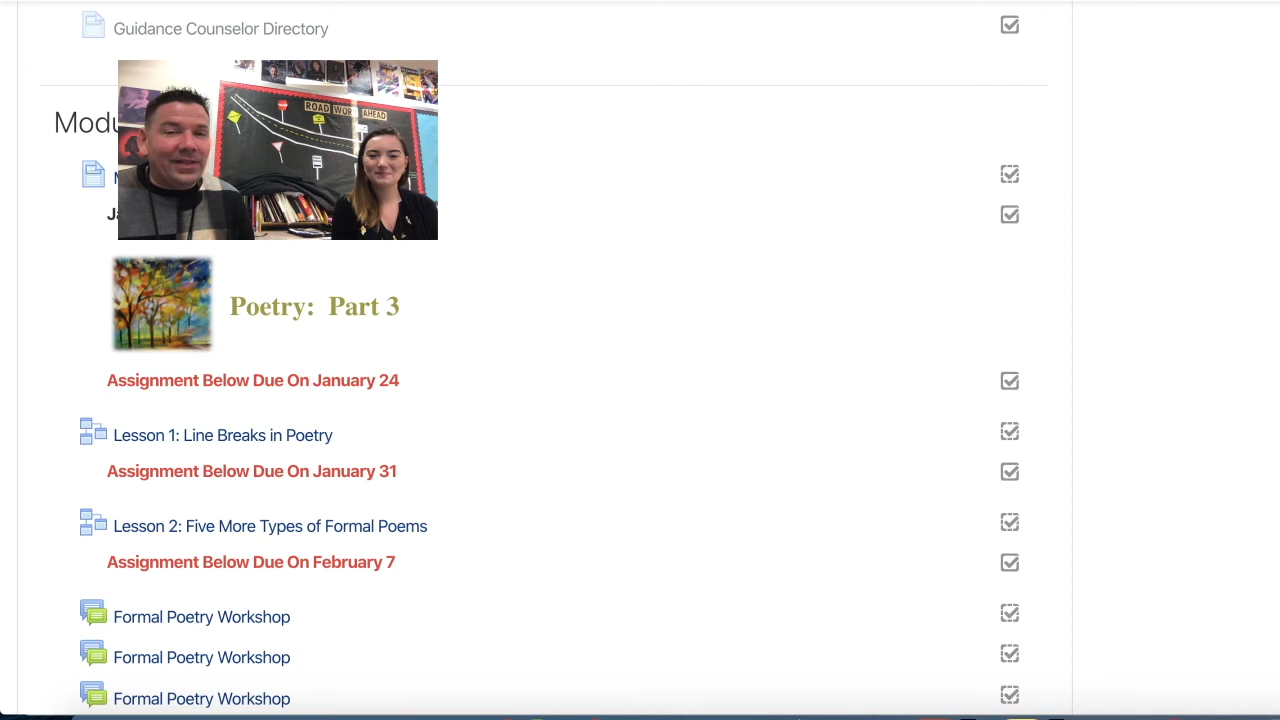 Guidance Counselor Directory
ROAD WORK AHEAD
Poetry: Part 3
Assignment Below Due On January 24
Lesson 1: Line Breaks in Poetry
Assignment Below Due On January 31
Lesson 2: Five More Types of Formal Poems
Assignment Below Due On February 7
Formal Poetry Workshop
Formal Poetry Workshop
Formal Poetry Workshop